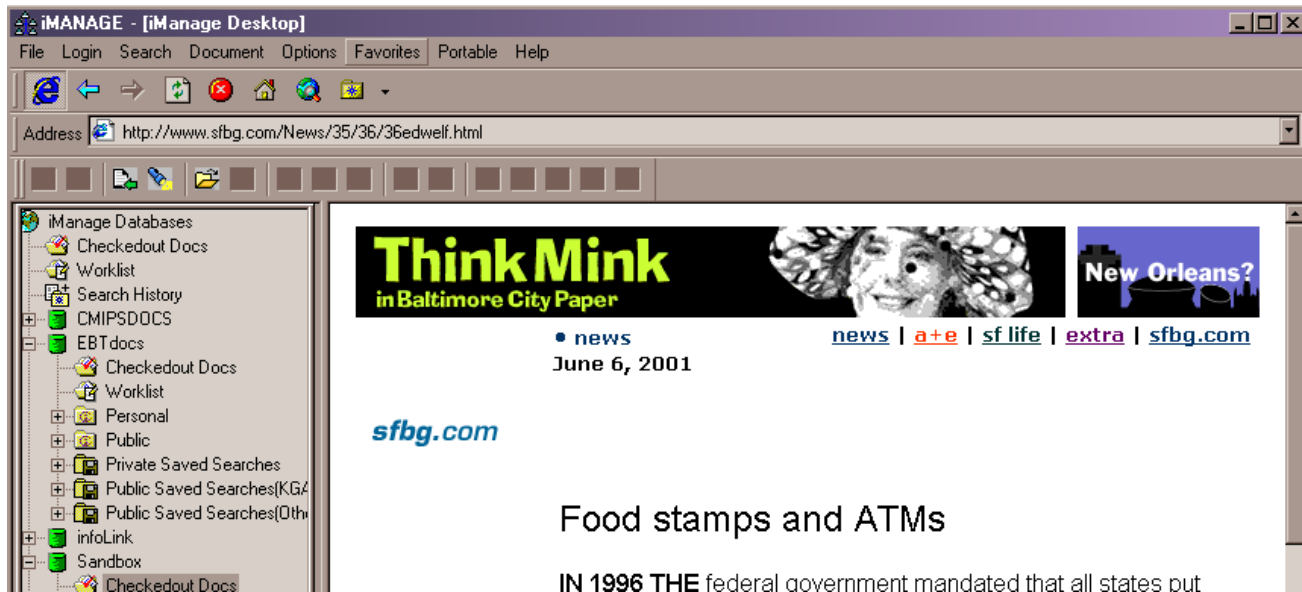 iMANAGE - [iManage Desktop]
File Login Search Document Options Favorites Portable Help
Address http://www.sfbg.com/News/35/36/36edwelf.html
iManage Databases
Checkedout Docs
Worklist
Search History
CMIPSDOCS
EBTdocs
Checkedout Docs
Worklist
Personal
Public
Private Saved Searches
Public Saved Searches(KGA
Public Saved Searches(Othe
infoLink
Sandbox
Checkedout Docs
Think Mink
in Baltimore City Paper
New Orleans?
• news
news | a+e | sf life | extra | sfbg.com
June 6, 2001
sfbg.com
Food stamps and ATMs
IN 1996 THE federal government mandated that all states put